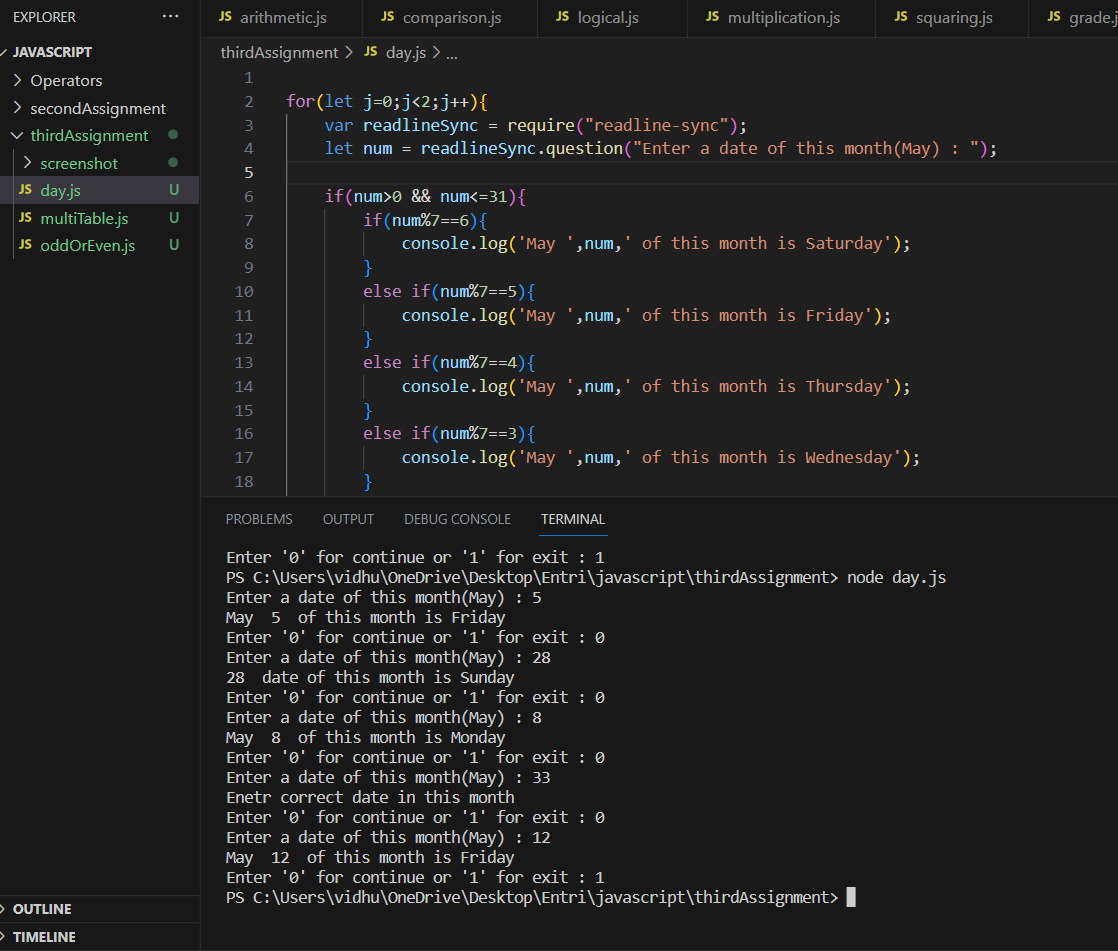 EXPLORER ...
JAVASCRIPT
Operators
secondAssignment
thirdAssignment
screenshot
JS day.js U
JS multiTable.js U
JS oddOrEven.js U
OUTLINE
TIMELINE
JS arithmetic.js JS comparison.js JS logical.js JS multiplication.js JS squaring.js JS grade.j
thirdAssignment > JS day.js > ...
1
2 for(let j=0;j<2;j++){
3 var readlineSync = require("readline-sync");
4 let num = readlineSync.question("Enter a date of this month(May) : ");
5
6 if(num>0 && num<=31){
7 if(num%7==6){
8 console.log('May ',num,' of this month is Saturday');
9 }
10 else if(num%7==5){
11 console.log('May ',num,' of this month is Friday');
12 }
13 else if(num%7==4){
14 console.log('May ',num,' of this month is Thursday');
15 }
16 else if(num%7==3){
17 console.log('May ',num,' of this month is Wednesday');
18 }
PROBLEMS OUTPUT DEBUG CONSOLE TERMINAL
Enter '0' for continue or '1' for exit : 1
PS C:\Users\vidhu\OneDrive\Desktop\Entri\javascript\thirdAssignment> node day.js
Enter a date of this month(May) : 5
May  5  of this month is Friday
Enter '0' for continue or '1' for exit : 0
Enter a date of this month(May) : 28
28  date of this month is Sunday
Enter '0' for continue or '1' for exit : 0
Enter a date of this month(May) : 8
May  8  of this month is Monday
Enter '0' for continue or '1' for exit : 0
Enter a date of this month(May) : 33
Enetr correct date in this month
Enter '0' for continue or '1' for exit : 0
Enter a date of this month(May) : 12
May  12  of this month is Friday
Enter '0' for continue or '1' for exit : 1
PS C:\Users\vidhu\OneDrive\Desktop\Entri\javascript\thirdAssignment>